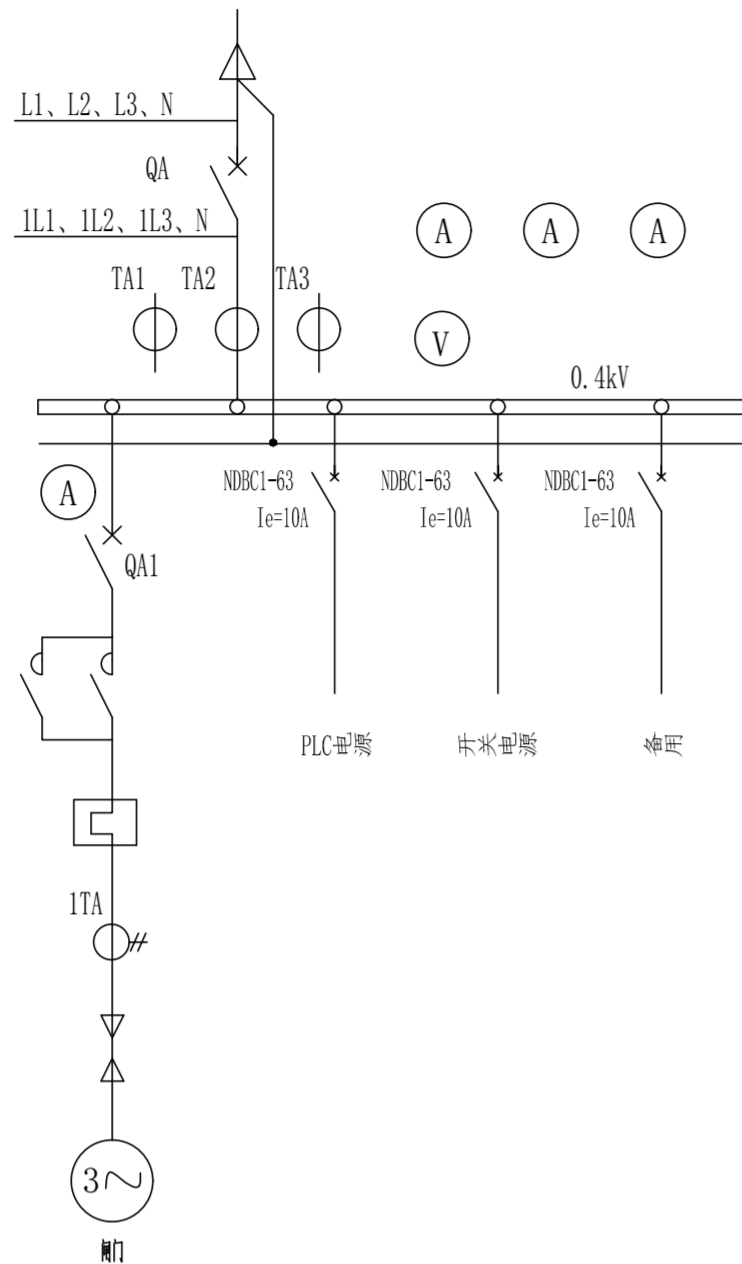 L1、L2、L3、N
QA
1L1、1L2、1L3、N
A A A
TA1 TA2 TA3
V
0.4kV
A
NDBC1-63 NDBC1-63 NDBC1-63
Ie=10A Ie=10A Ie=10A
QA1
PLC电源 开关电源 备用
1TA
3～
闸门